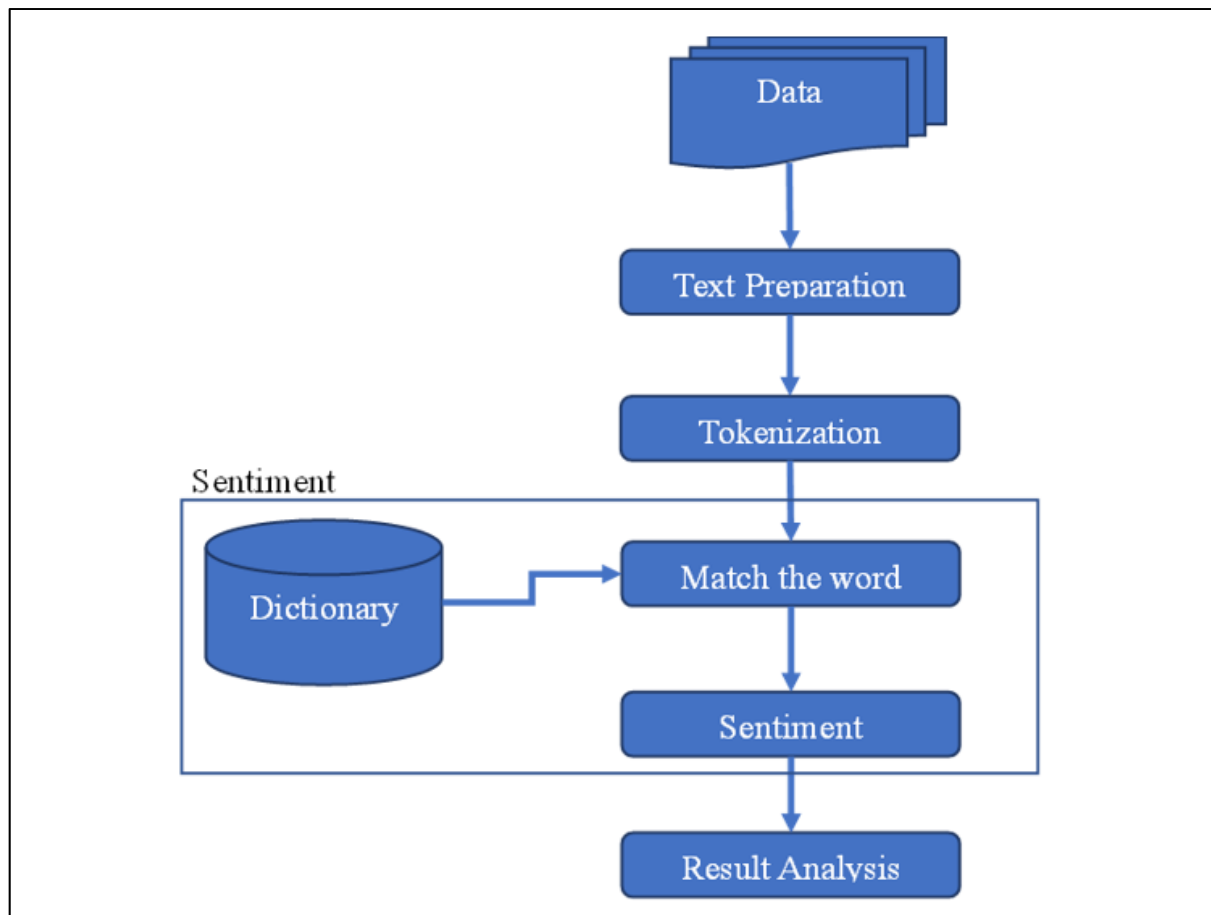 Data
Text Preparation
Tokenization
Sentiment
Dictionary
Match the word
Sentiment
Result Analysis